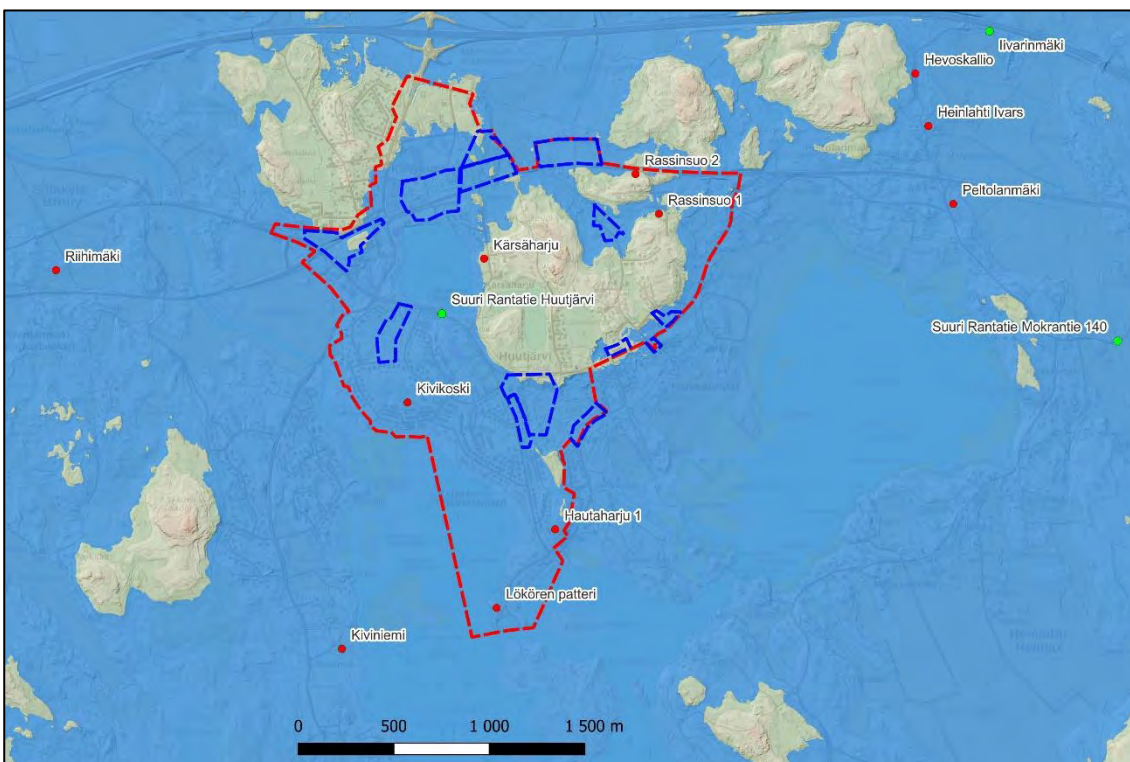 Iivarinmäki
Hevoskallio
Heinlahti Ivars
Rassinsuo 2
Peltolanmäki
Rassinsuo 1
Kärsäharju
Riihimäki
Suuri Rantatie Huutjärvi
Suuri Rantatie Mokrantie 140
Huutjärvi
Kivikoski
Hautaharju 1
Lökören patteri
Kiviniemi
0 500 1 000 1 500 m